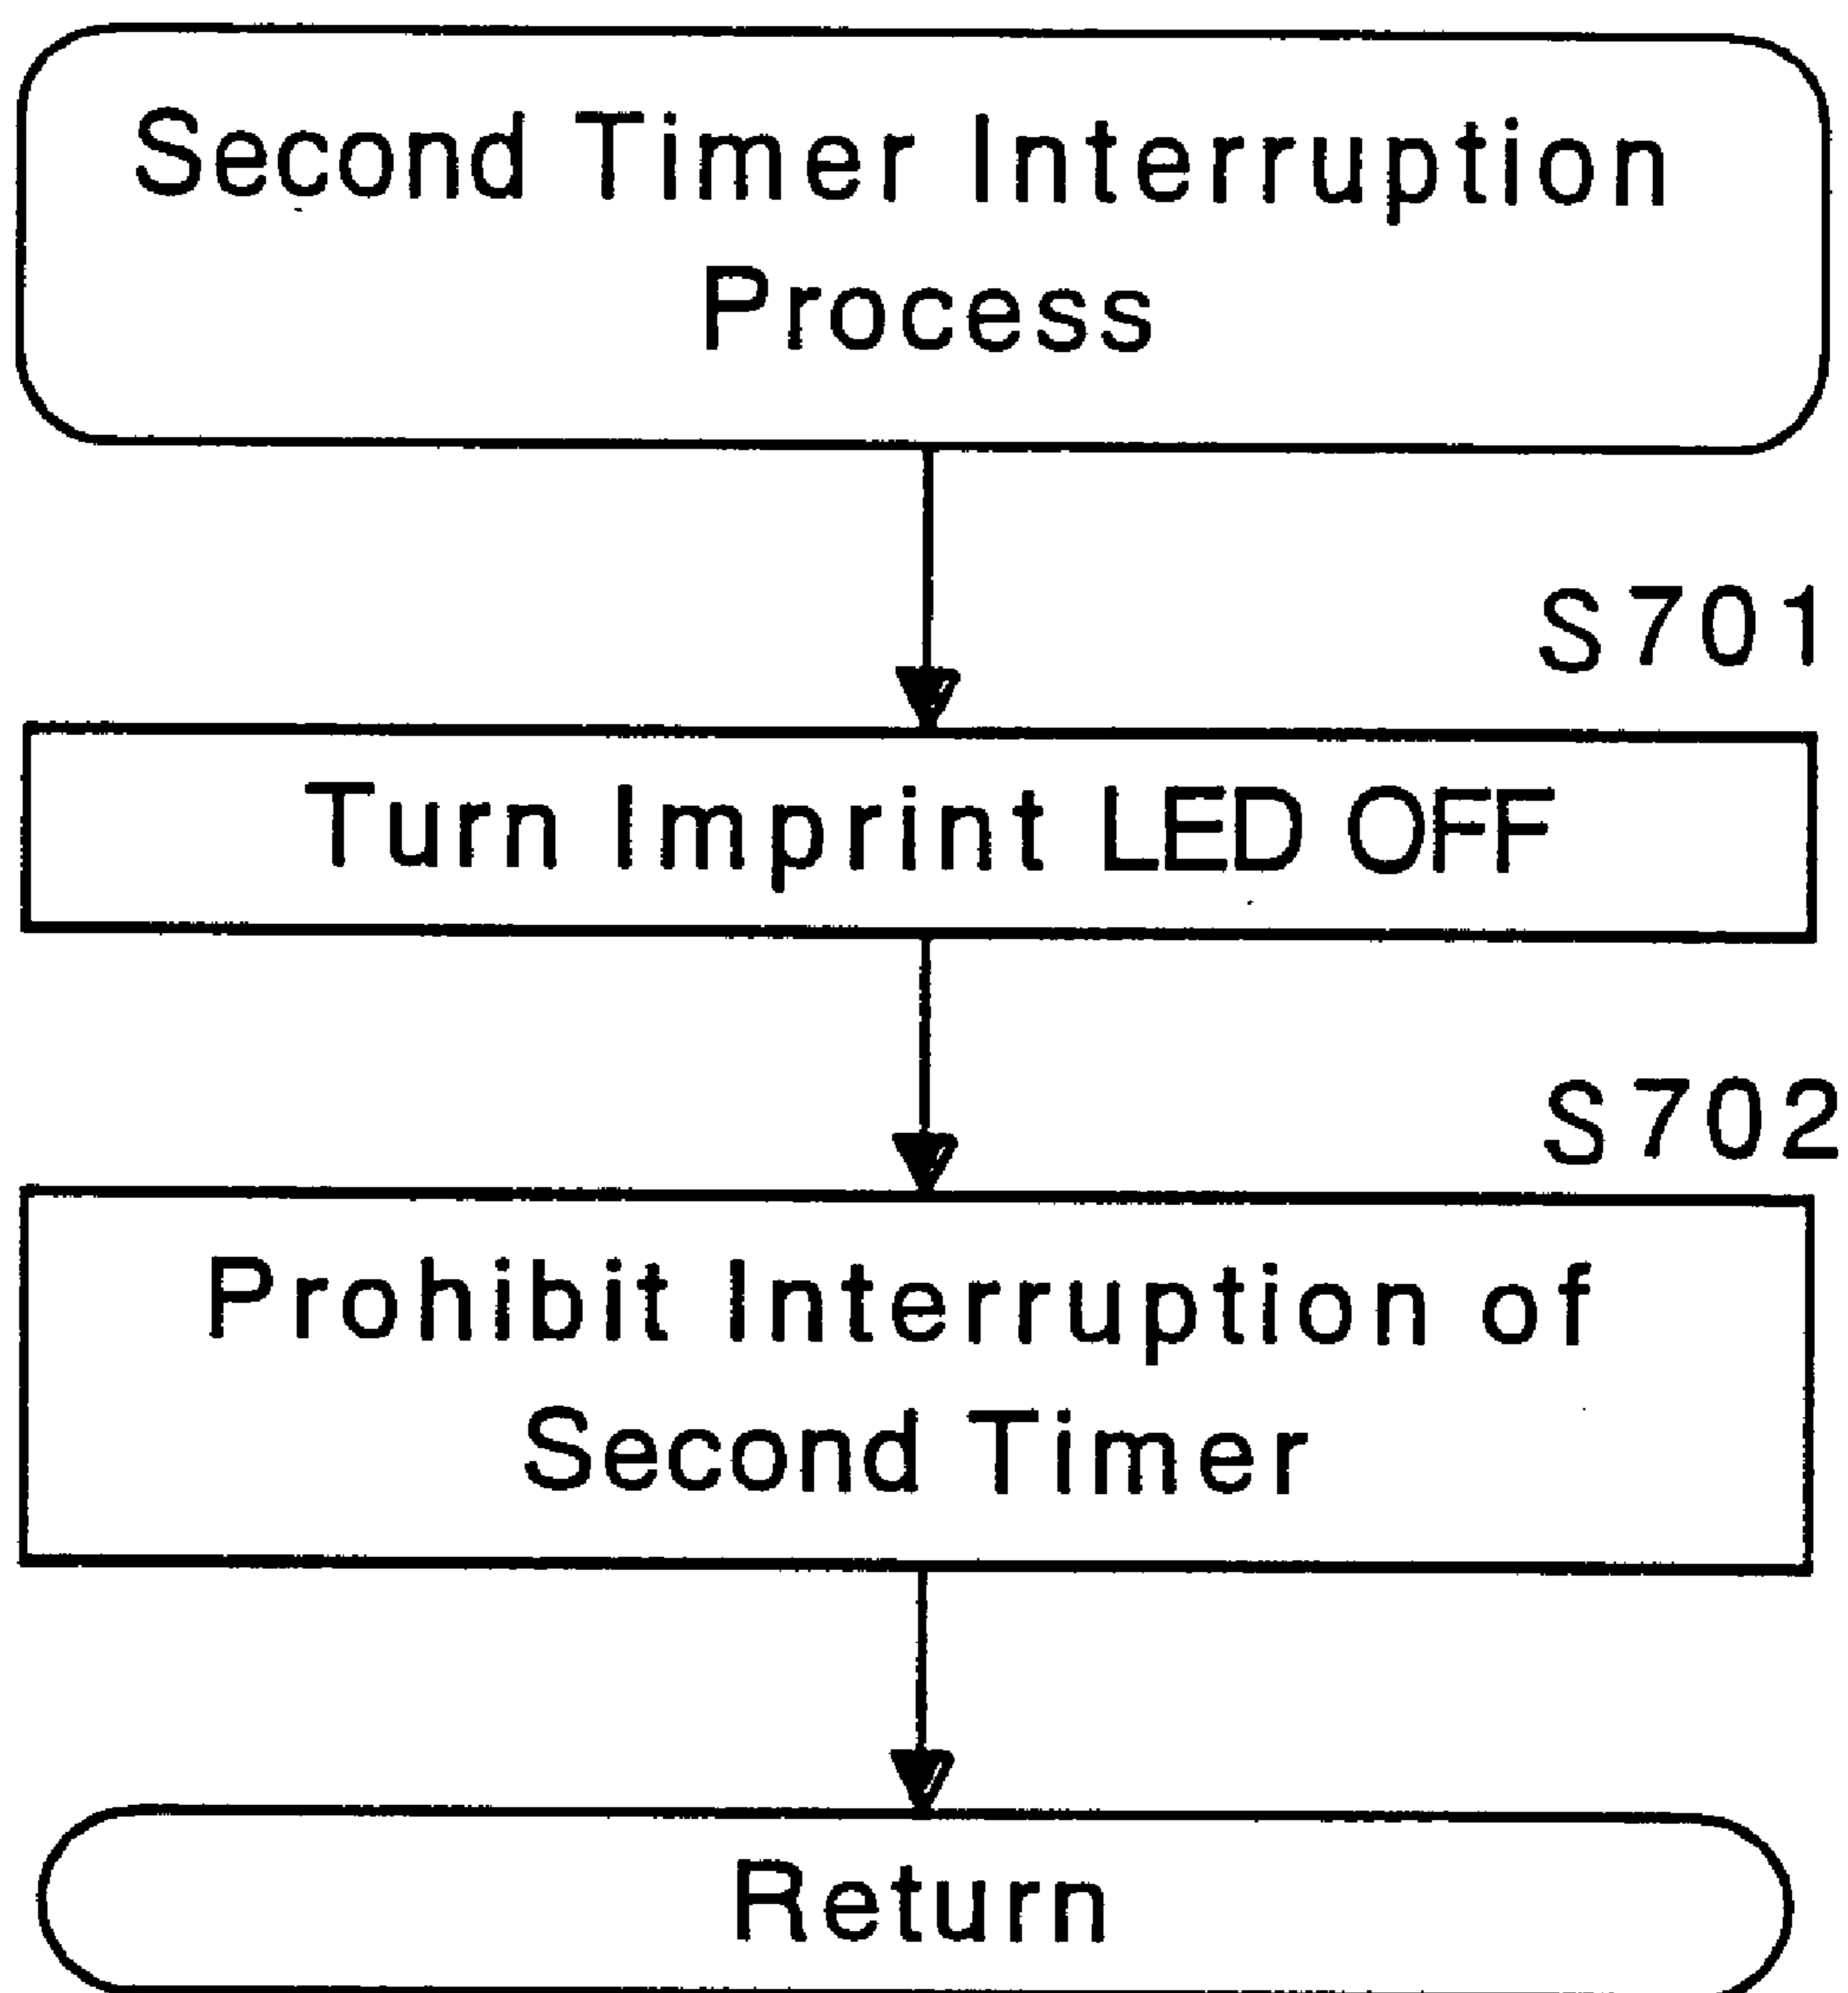 Second Timer Interruption
Process
S701
Turn Imprint LED OFF
S702
Prohibit Interruption of
Second Timer
Return